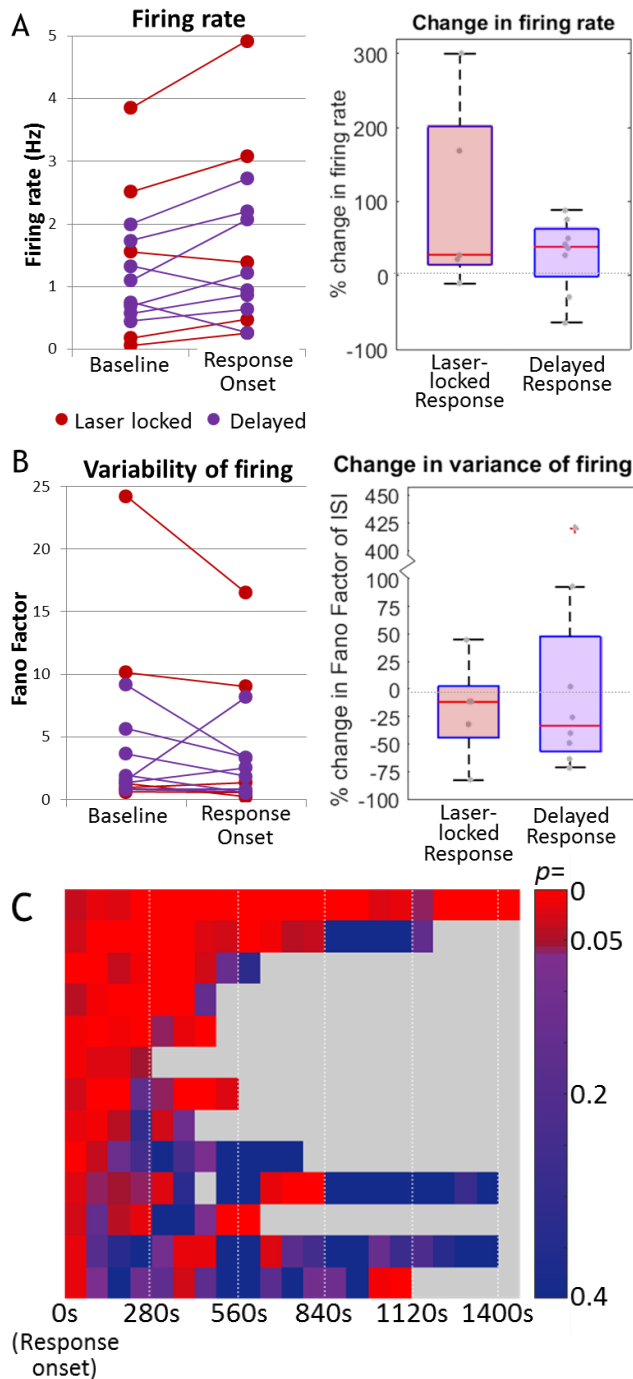 A
Firing rate
Firing rate (Hz)
5
4
3
2
1
0
Baseline
Response
Onset
Laser locked
Delayed
Change in firing rate
% change in firing rate
300
200
100
0
-100
Laser-
locked
Response
Delayed
Response
B
Variability of firing
Fano Factor
25
20
15
10
5
0
Baseline
Response
Onset
Change in variance of firing
% change in Fano Factor of ISI
450
425
400
100
75
50
25
0
-25
-50
-75
-100
Laser-
locked
Response
Delayed
Response
C
p=
0
0.05
0.2
0.4
0s
280s
560s
840s
1120s
1400s
(Response
onset)